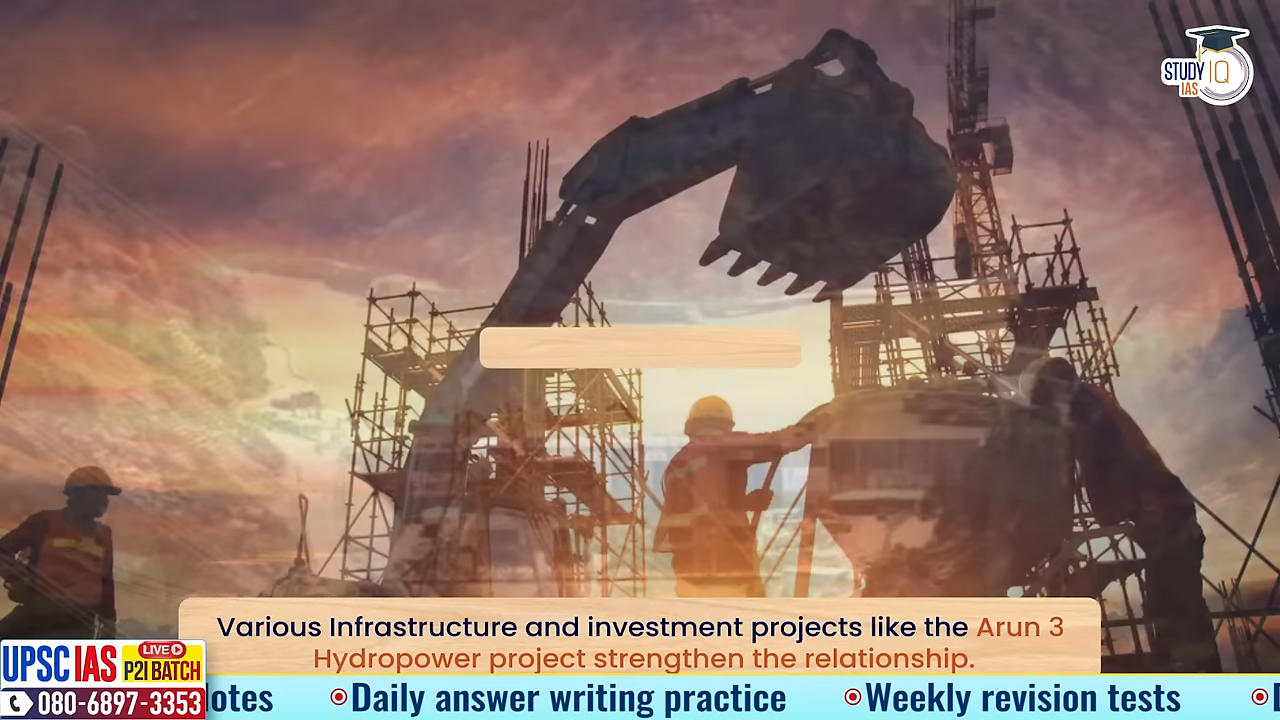 STUDY IQ
IAS
Various Infrastructure and investment projects like the Arun 3
Hydropower project strengthen the relationship.
UPSC IAS LIVE P2I BATCH
080-6897-3353
Daily answer writing practice
Weekly revision tests